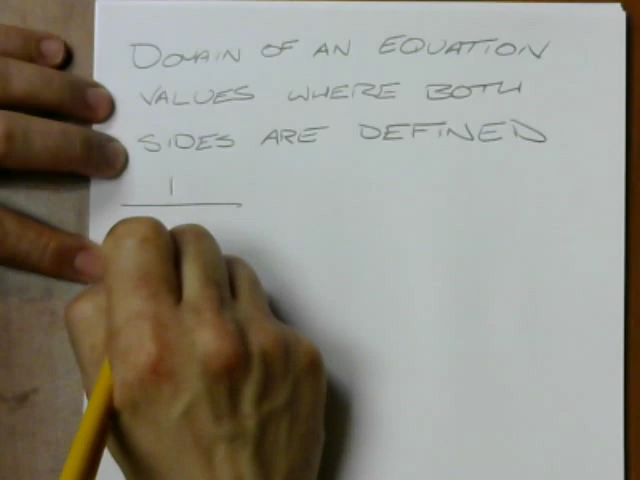 DOMAIN OF AN EQUATION
VALUES WHERE BOTH
SIDES ARE DEFINED
1